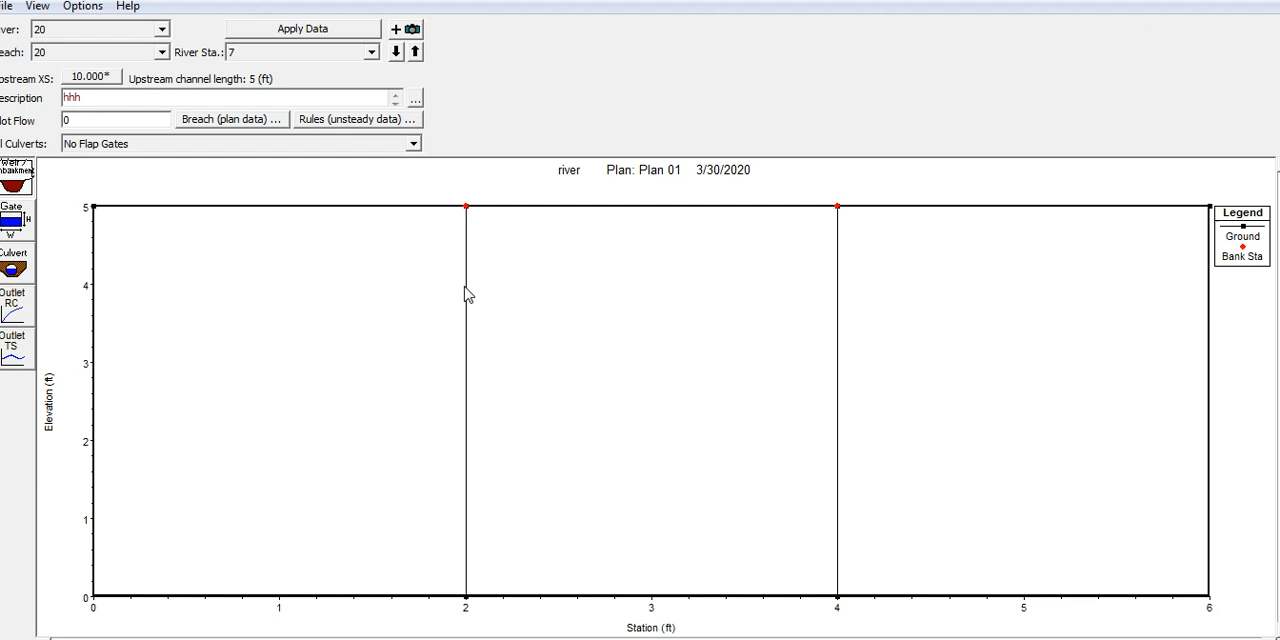 ile View Options Help
ver: 20 Apply Data
each: 20 River Sta.: 7
pstream XS: 10.000* Upstream channel length: 5 (ft)
escription hhh ...
lot Flow 0 Breach (plan data) ... Rules (unsteady data) ...
l Culverts: No Flap Gates
Weir /
mbankment
Gate
H
W
Culvert
Outlet
RC
Outlet
TS
river Plan: Plan 01 3/30/2020
5
4
3
2
1
0
Elevation (ft)
0 1 2 3 4 5 6
Station (ft)
Legend
Ground
Bank Sta